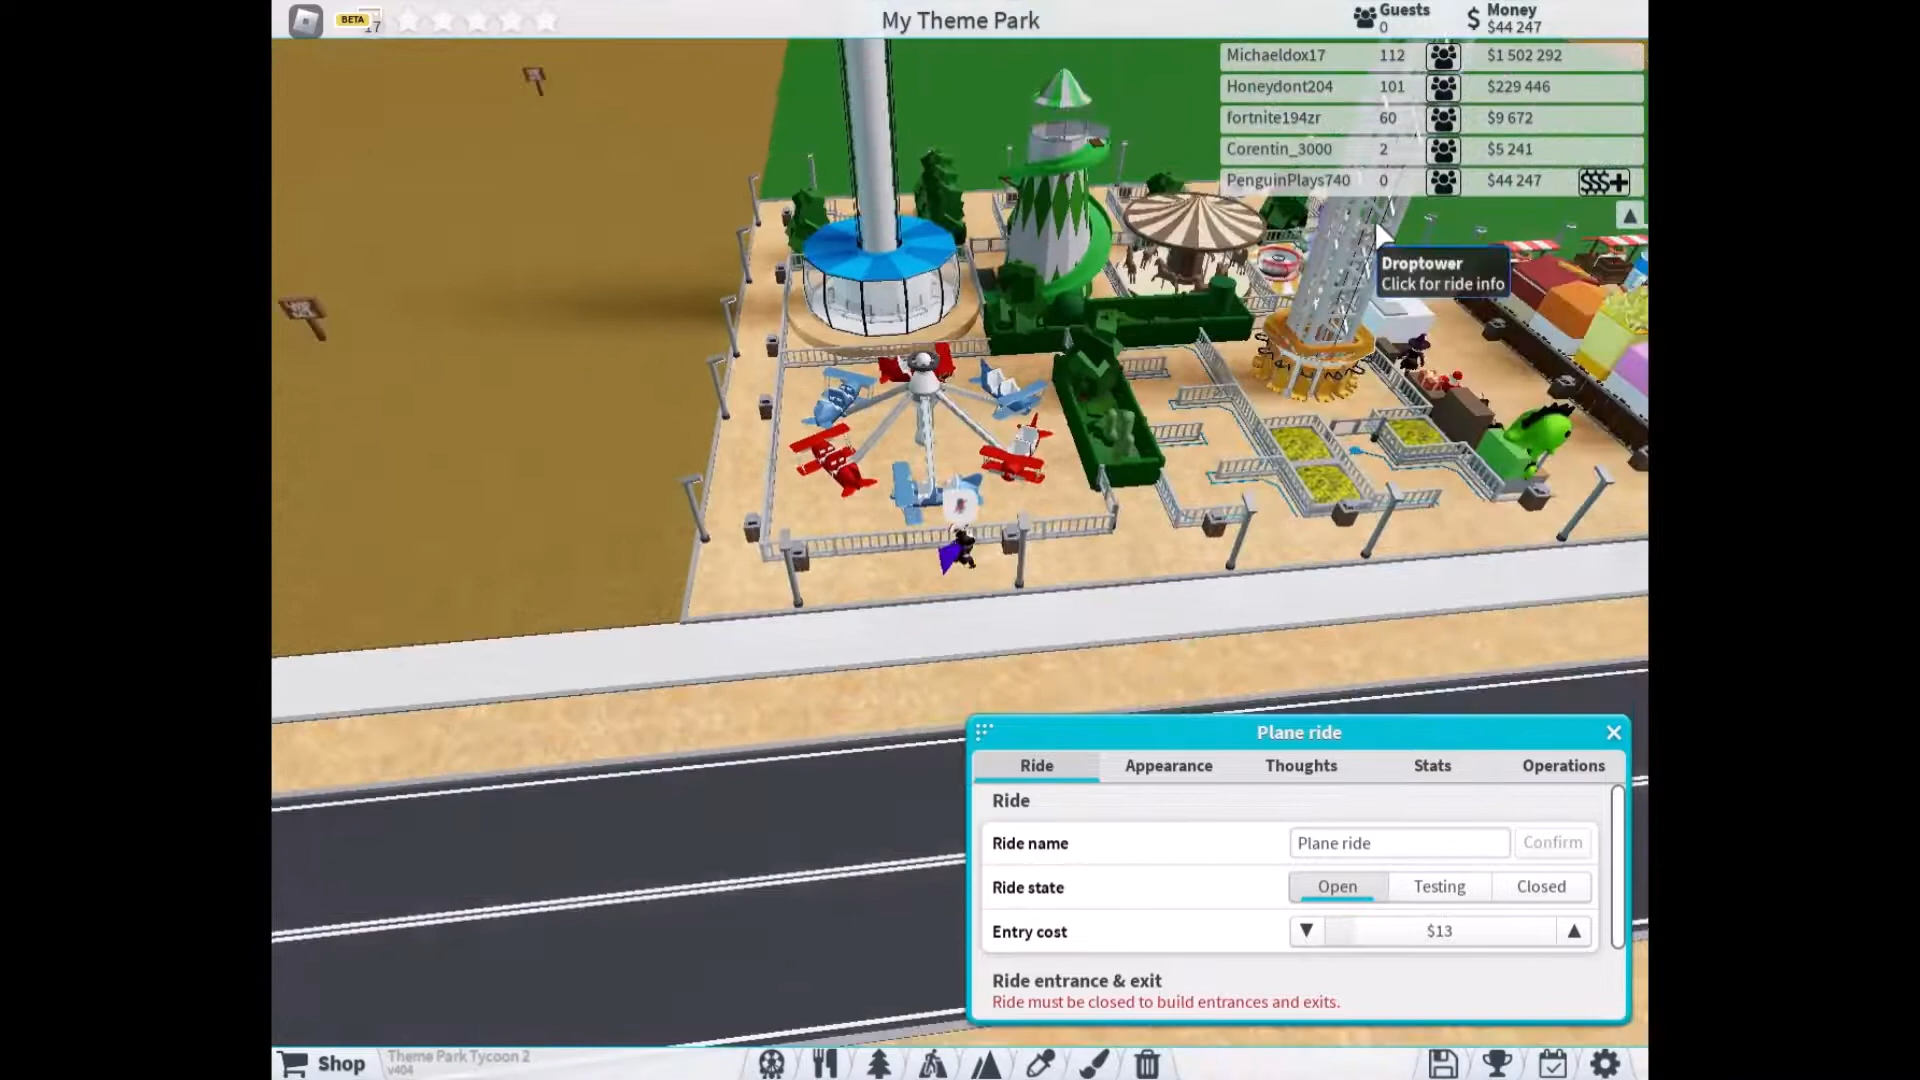 BETA
17
My Theme Park
Guests
0
$ Money
$44 247
Michaeldox17 112 $1 502 292
Honeydont204 101 $229 446
fortnite194zr 60 $9 672
Corentin_3000 2 $5 241
PenguinPlays740 0 $44 247 $$$+
Droptower
Click for ride info
Plane ride
Ride Appearance Thoughts Stats Operations
Ride
Ride name Plane ride Confirm
Ride state Open Testing Closed
Entry cost $13
Ride entrance & exit
Ride must be closed to build entrances and exits.
Shop
Theme Park Tycoon 2
v404